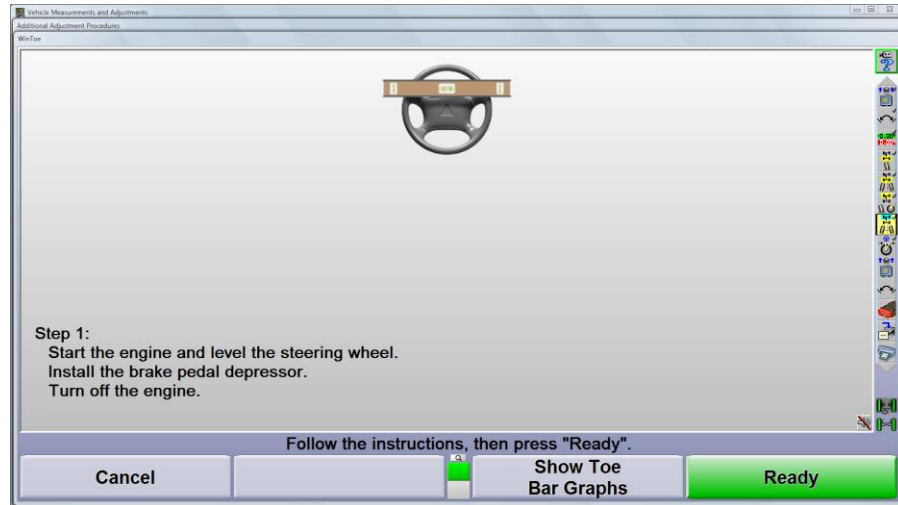 Vehicle Measurements and Adjustments
Additional Adjustment Procedures
WinToe
Step 1:
Start the engine and level the steering wheel.
Install the brake pedal depressor.
Turn off the engine.
Follow the instructions, then press "Ready".
Cancel
Show Toe
Bar Graphs
Ready